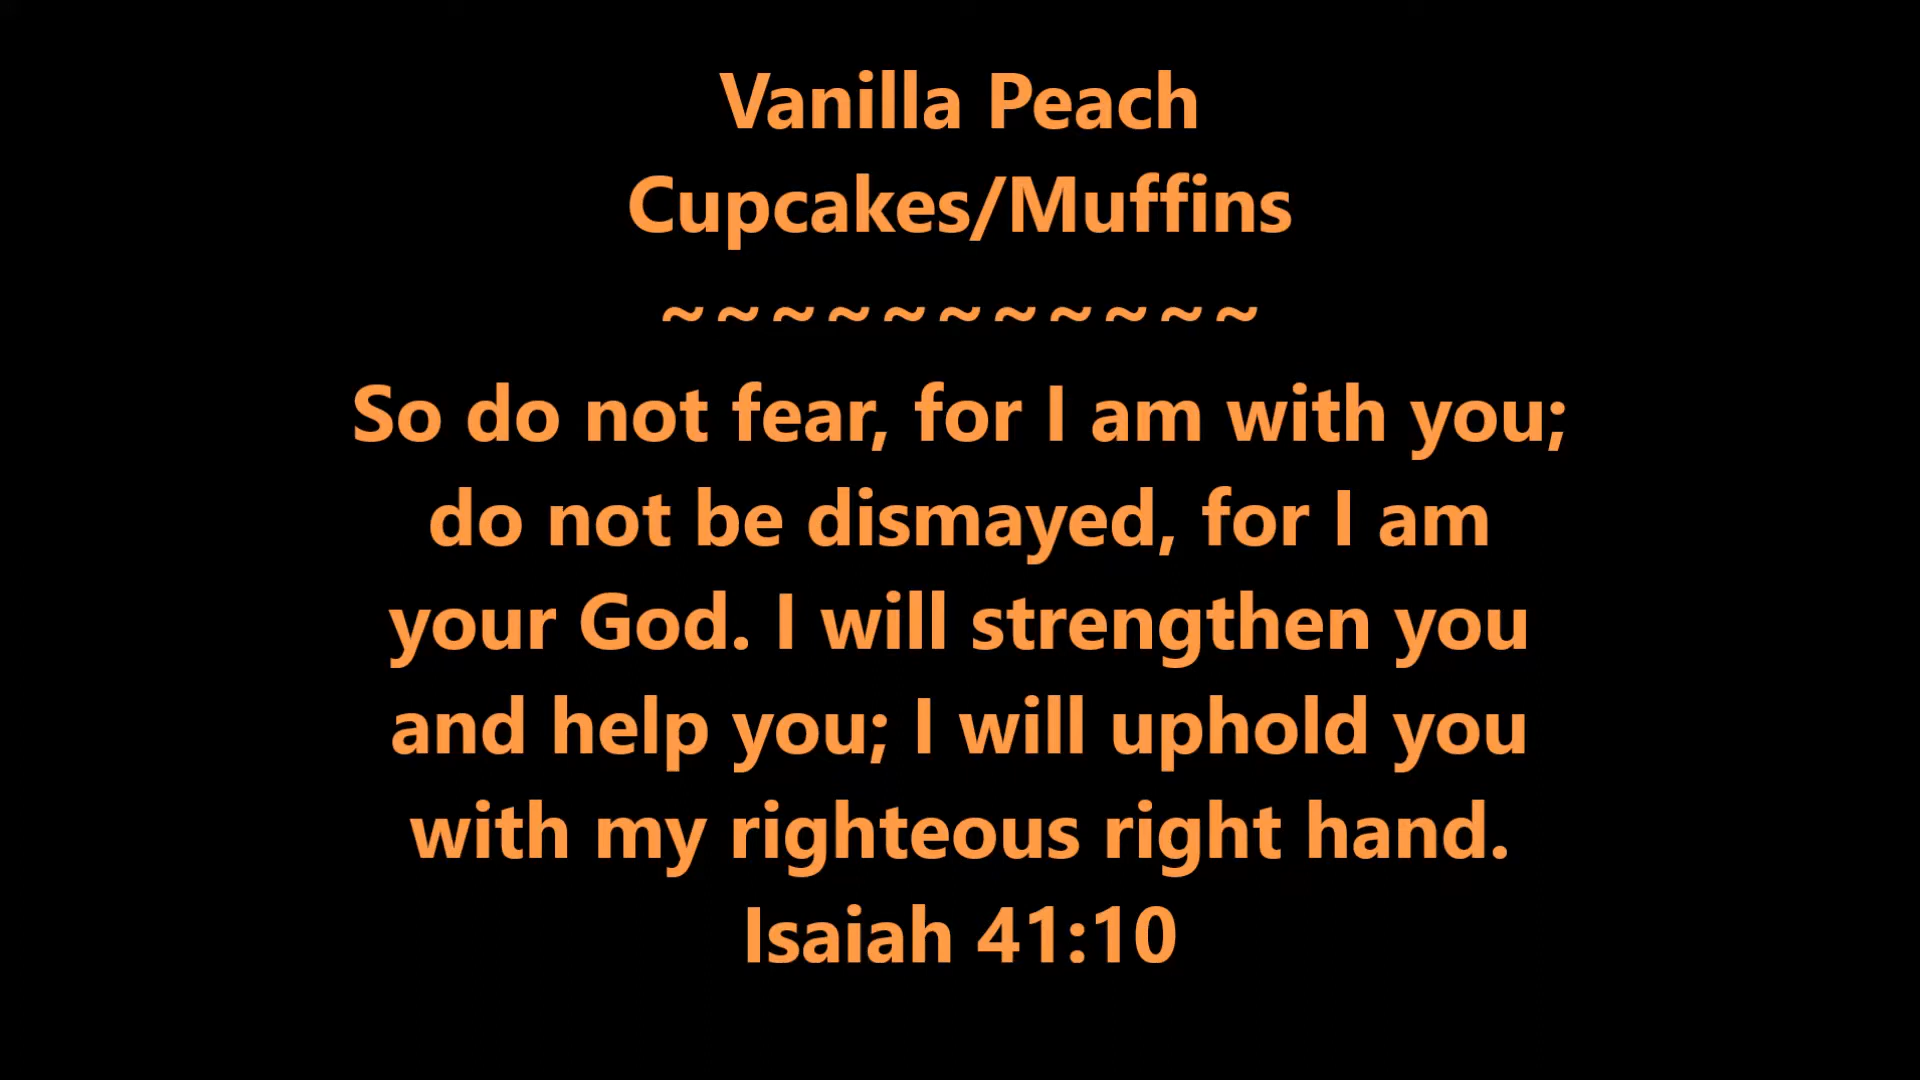 Vanilla Peach
Cupcakes/Muffins
~ ~ ~ ~ ~ ~ ~ ~ ~ ~ ~
So do not fear, for I am with you;
do not be dismayed, for I am
your God. I will strengthen you
and help you; I will uphold you
with my righteous right hand.
Isaiah 41:10